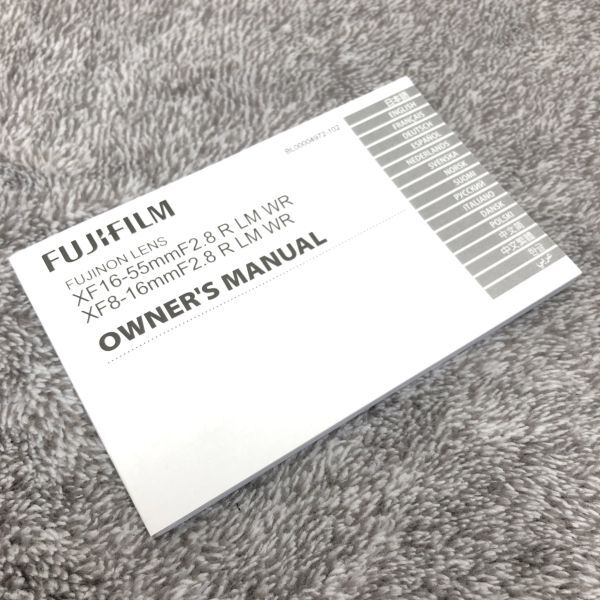 BL00004972-102
FUJIFILM
FUJINON LENS
XF16-55mmF2.8 R LM WR
XF8-16mmF2.8 R LM WR
OWNER'S MANUAL
日本語
ENGLISH
FRANÇAIS
DEUTSCH
ESPAÑOL
NEDERLANDS
SVENSKA
NORSK
SUOMI
РУССКИЙ
ITALIANO
DANSK
POLSKI
中文简
中文繁體
한글
عربي